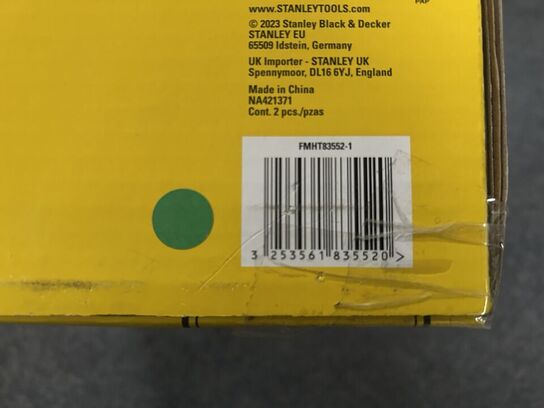 PAP
www.STANLEYTOOLS.com
© 2023 Stanley Black & Decker
STANLEY EU
65509 Idstein, Germany
UK Importer - STANLEY UK
Spennymoor, DL16 6YJ, England
Made in China
NA421371
Cont. 2 pcs./pzas
FMHT83552-1
3 253561 835520 >